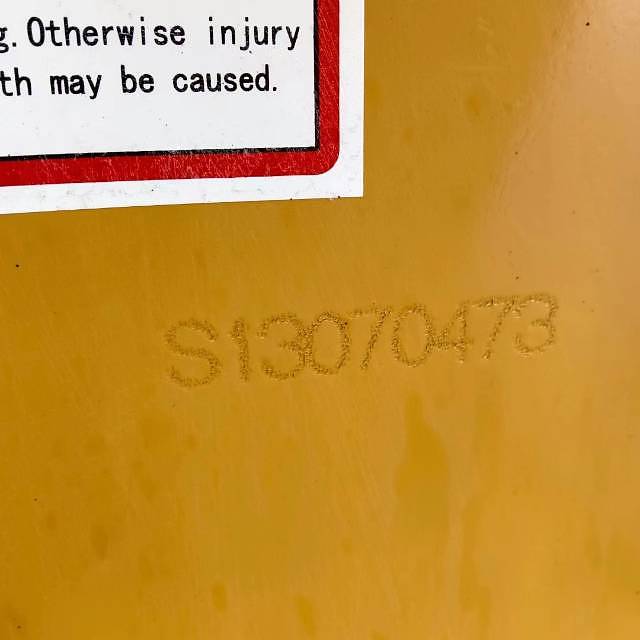 g. Otherwise injury
th may be caused.
S13070473